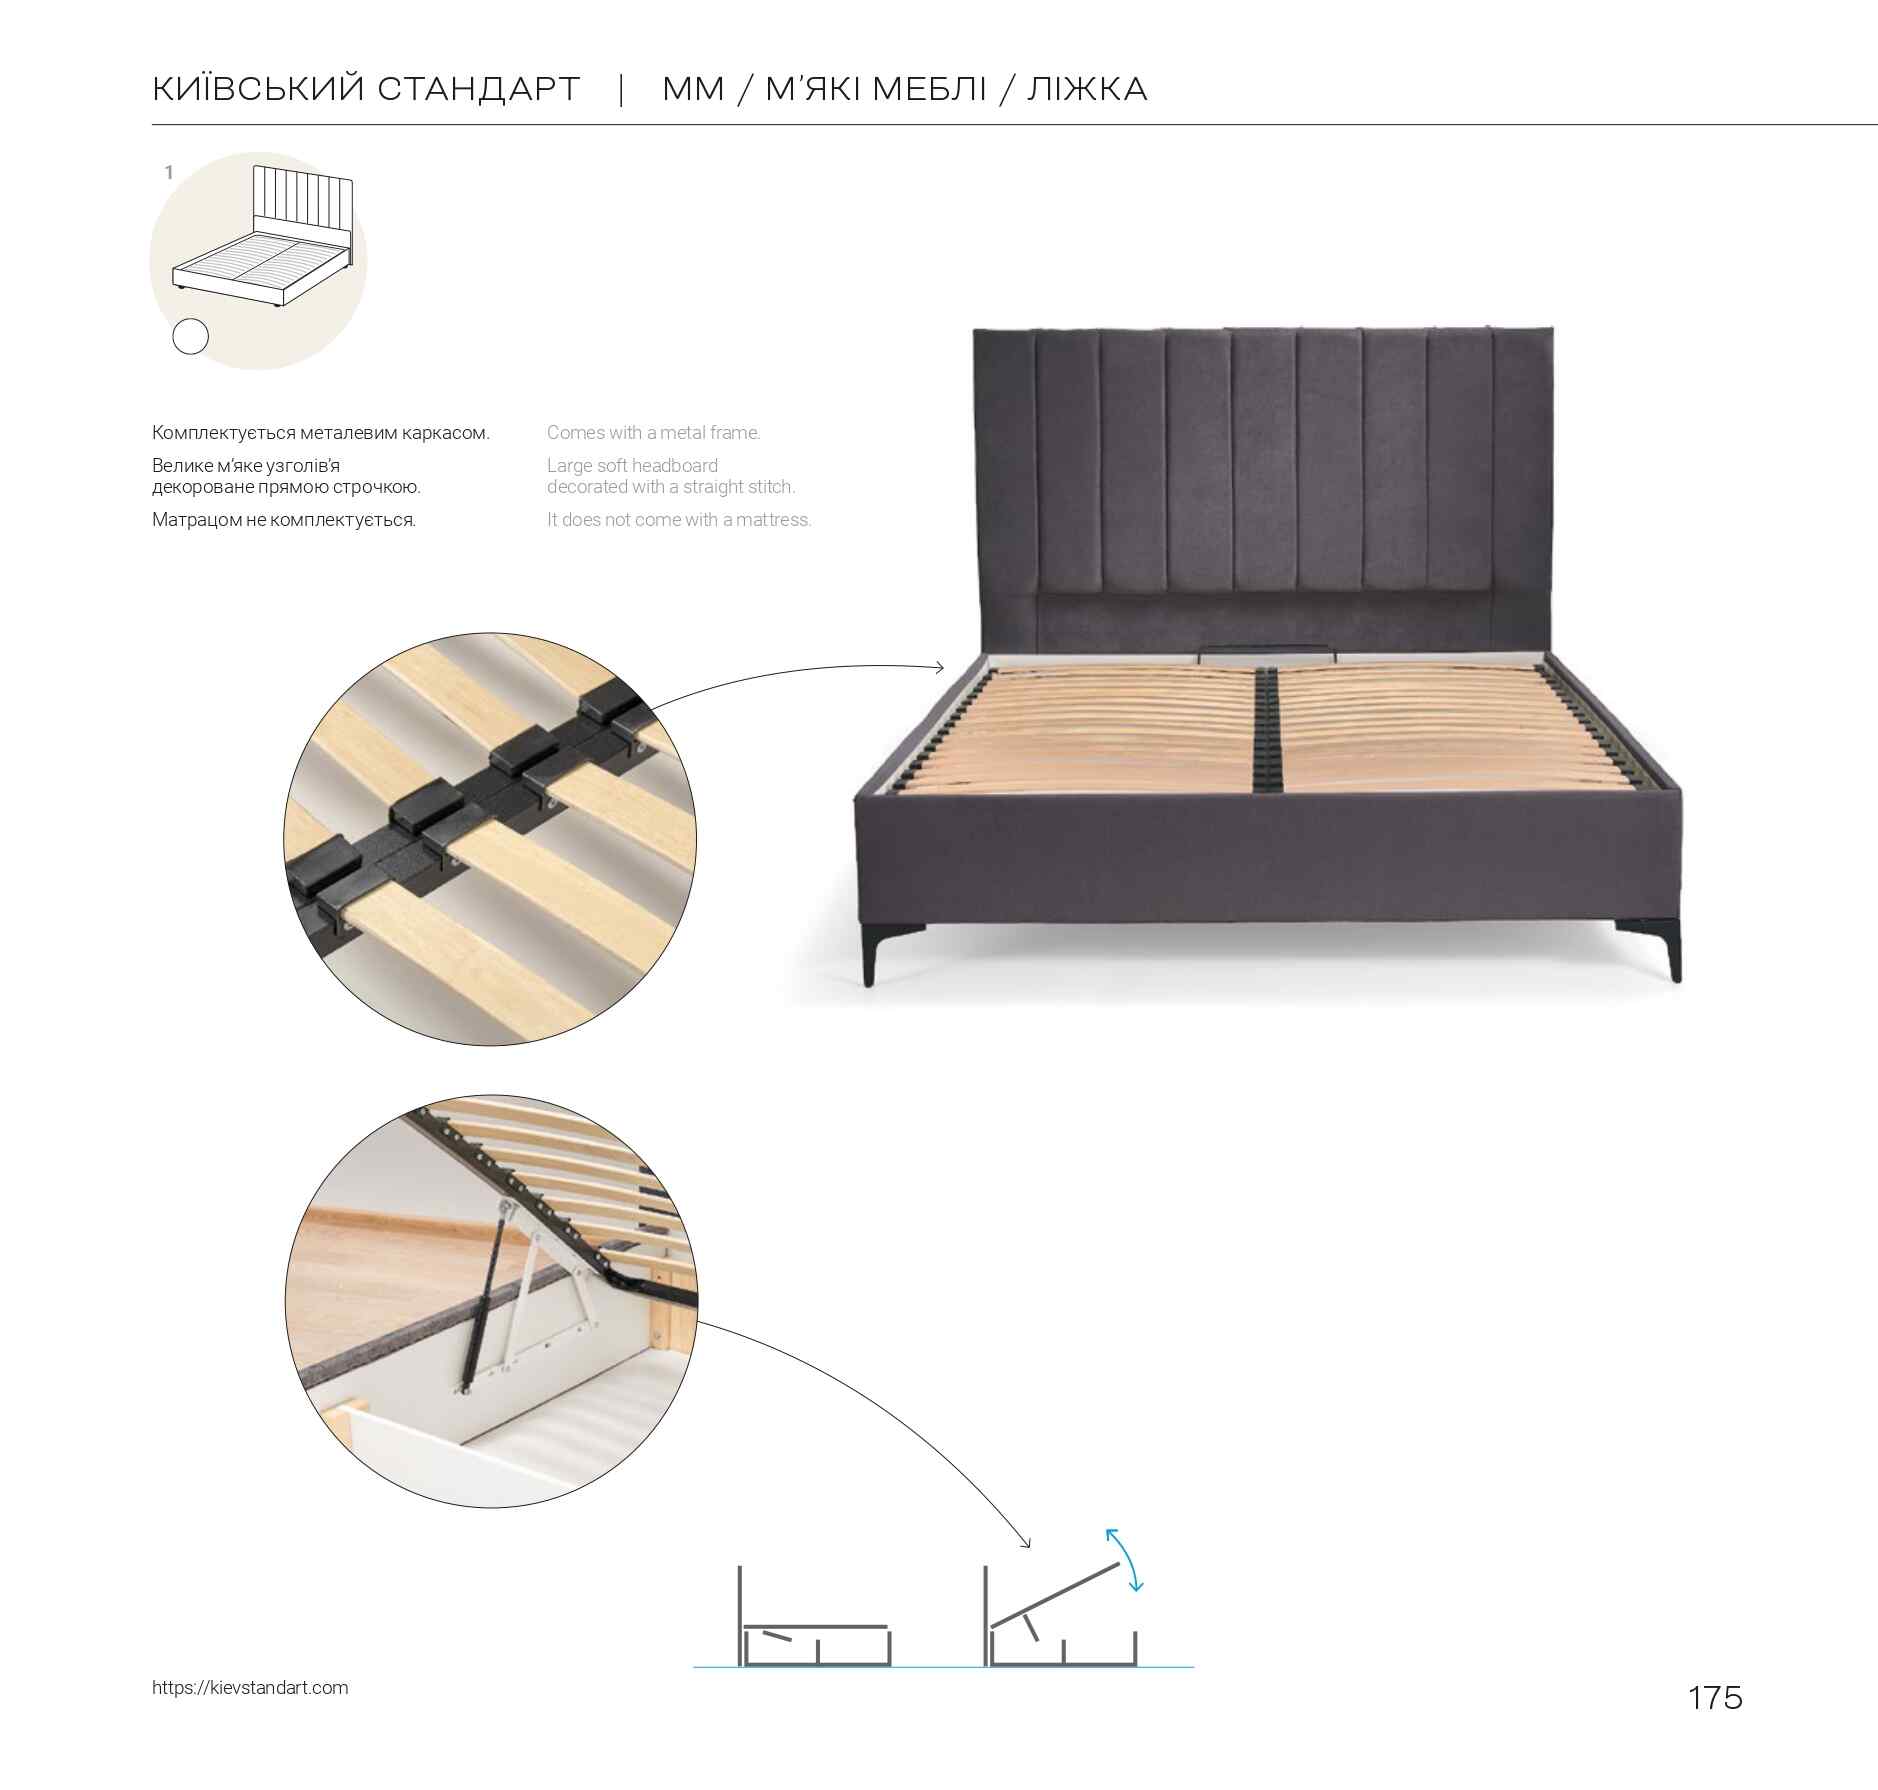 КИЇВСЬКИЙ СТАНДАРТ | ММ / М’ЯКІ МЕБЛІ / ЛІЖКА
1
Комплектується металевим каркасом.
Велике м’яке узголів’я
декороване прямою строчкою.
Матрацом не комплектується.
Comes with a metal frame.
Large soft headboard
decorated with a straight stitch.
It does not come with a mattress.
https://kievstandart.com
175